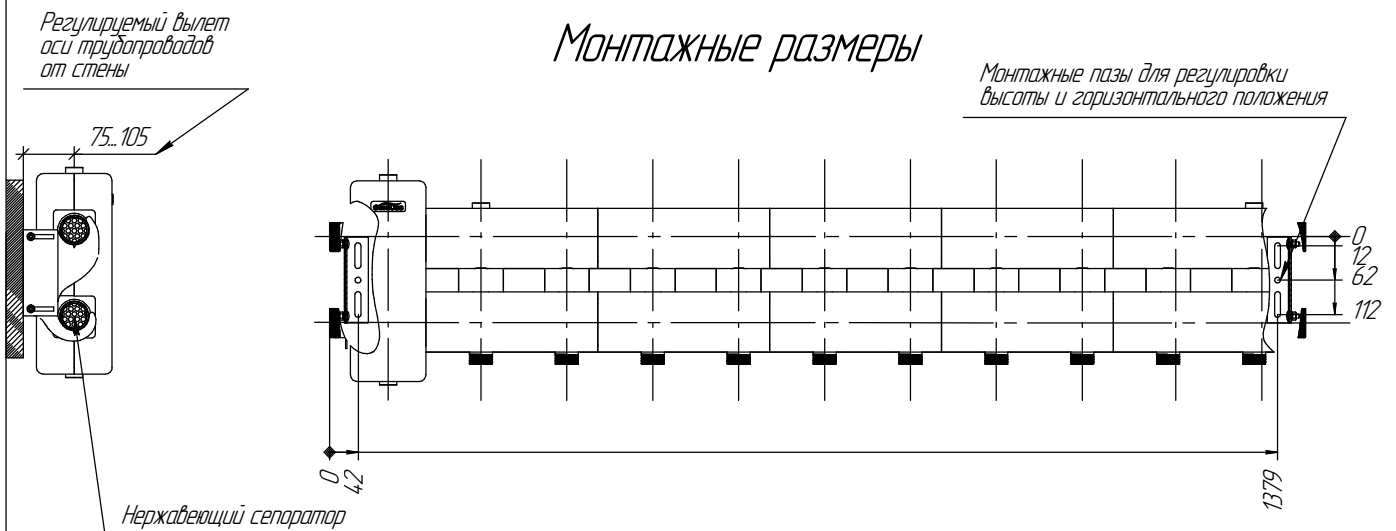 Регулируемый вылет
оси трубопроводов
от стены
Монтажные размеры
Монтажные пазы для регулировки
высоты и горизонтального положения
75...105
0
12
62
112
0
42
1379
Нержавеющий сепоратор